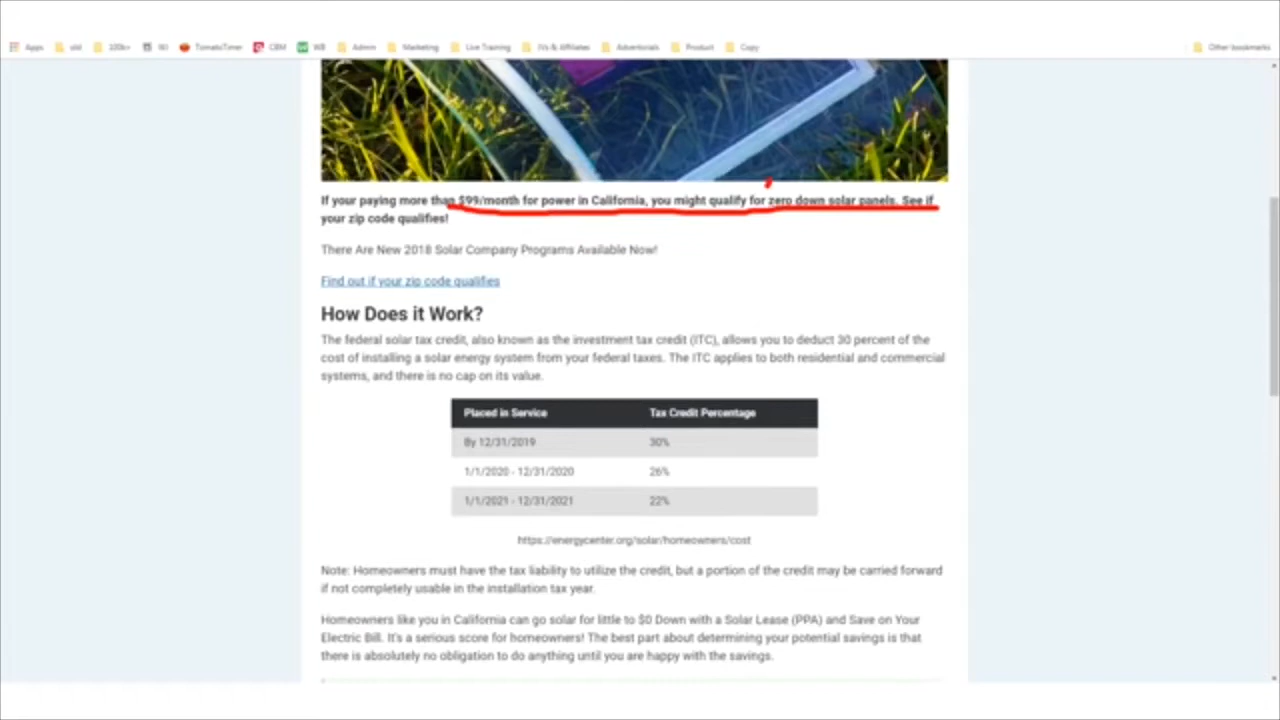 Apps old 220k+ TomatoTimer CBM WB Admin Marketing Live Training IVs & Affiliates Advertorials Product Copy Other bookmarks
If your paying more than $99/month for power in California, you might qualify for zero down solar panels. See if
your zip code qualifies!
There Are New 2018 Solar Company Programs Available Now!
Find out if your zip code qualifies
How Does it Work?
The federal solar tax credit, also known as the investment tax credit (ITC), allows you to deduct 30 percent of the
cost of installing a solar energy system from your federal taxes. The ITC applies to both residential and commercial
systems, and there is no cap on its value.
Placed in Service Tax Credit Percentage
By 12/31/2019 30%
1/1/2020 - 12/31/2020 26%
1/1/2021 - 12/31/2021 22%
https://energycenter.org/solar/homeowners/cost
Note: Homeowners must have the tax liability to utilize the credit, but a portion of the credit may be carried forward
if not completely usable in the installation tax year.
Homeowners like you in California can go solar for little to $0 Down with a Solar Lease (PPA) and Save on Your
Electric Bill. It's a serious score for homeowners! The best part about determining your potential savings is that
there is absolutely no obligation to do anything until you are happy with the savings.